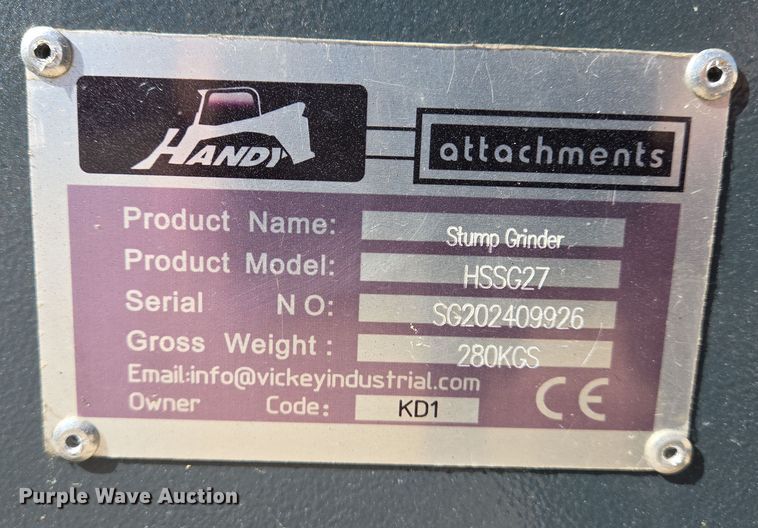 HANDY attachments
Product Name: Stump Grinder
Product Model: HSSG27
Serial NO: SG202409926
Gross Weight: 280KGS
Email:info@vickeyindustrial.com
Owner Code: KD1 CE
Purple Wave Auction